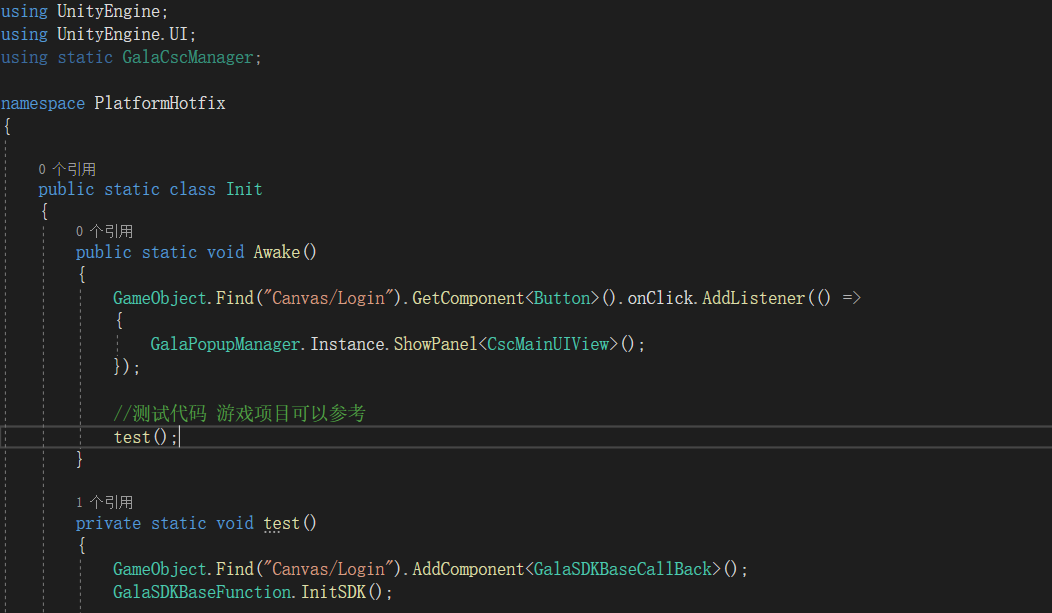 using UnityEngine;
using UnityEngine.UI;
using static GalaCscManager;
namespace PlatformHotfix
{
0 个引用
public static class Init
{
0 个引用
public static void Awake()
{
GameObject.Find("Canvas/Login").GetComponent<Button>().onClick.AddListener(() =>
{
GalaPopupManager.Instance.ShowPanel<CscMainUIView>();
});
//测试代码 游戏项目可以参考
test();
}
1 个引用
private static void test()
{
GameObject.Find("Canvas/Login").AddComponent<GalaSDKBaseCallBack>();
GalaSDKBaseFunction.InitSDK();